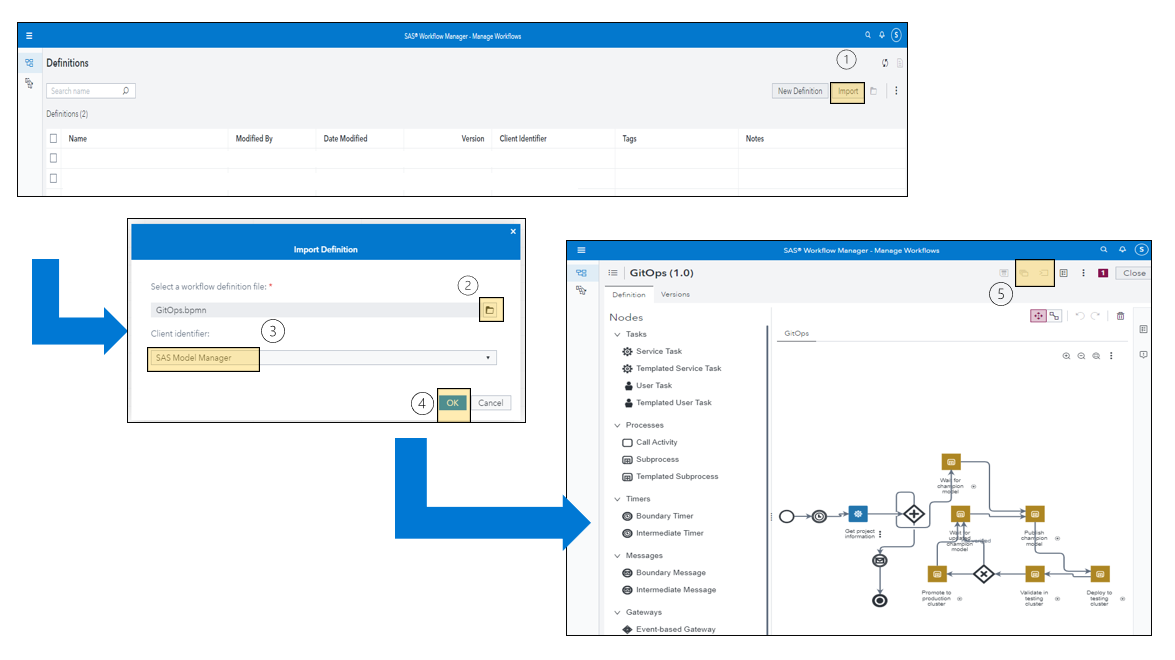 SAS® Workflow Manager - Manage Workflows
S
Definitions
1
Search name
New Definition
Import
Definitions (2)
Name Modified By Date Modified Version Client Identifier Tags Notes
Import Definition
×
Select a workflow definition file: *
2
GitOps.bpmn
Client identifier:
3
SAS Model Manager
4
OK
Cancel
SAS® Workflow Manager - Manage Workflows
S
GitOps (1.0)
1
Close
5
Definition
Versions
Nodes
Tasks
Service Task
Templated Service Task
User Task
Templated User Task
Processes
Call Activity
Subprocess
Templated Subprocess
Timers
Boundary Timer
Intermediate Timer
Messages
Boundary Message
Intermediate Message
Gateways
Event-based Gateway
GitOps
Wait for
champion
model
Get project
information
Wait for
updated
champion
model
Publish
champion
model
Promote to
production
cluster
Validate in
testing
cluster
Deploy to
testing
cluster